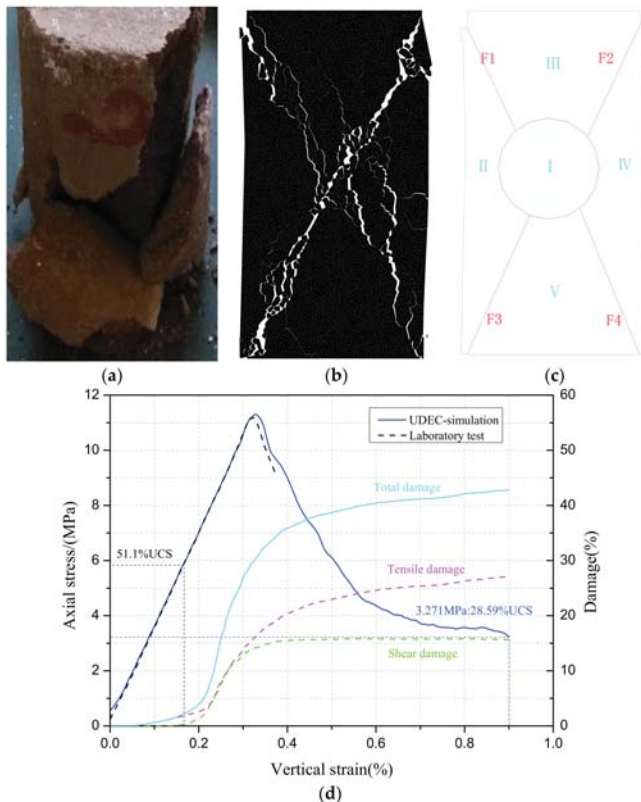 F1
III
F2
II
I
IV
F3
V
F4
(a)
(b)
(c)
12
10
8
6
4
2
0
Axial stress/(MPa)
UDEC-simulation
Laboratory test
Total damage
51.1%UCS
Tensile damage
3.271MPa:28.59%UCS
Shear damage
60
50
40
30
20
10
0
Damage(%)
0.0
0.2
0.4
0.6
0.8
1.0
Vertical strain(%)
(d)